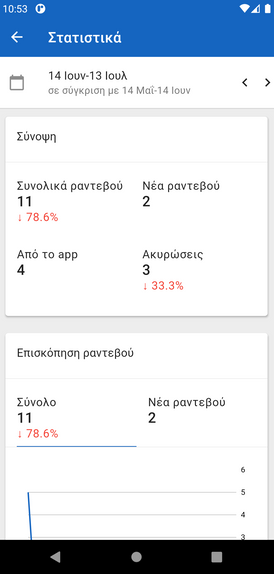 10:53
Στατιστικά
14 Ιουν-13 Ιουλ
σε σύγκριση με 14 Μαΐ-14 Ιουν
Σύνοψη
Συνολικά ραντεβού Νέα ραντεβού
11 2
↓ 78.6%
Από το app Ακυρώσεις
4 3
↓ 33.3%
Επισκόπηση ραντεβού
Σύνολο Νέα ραντεβού
11 2
↓ 78.6%
6
5
4
3